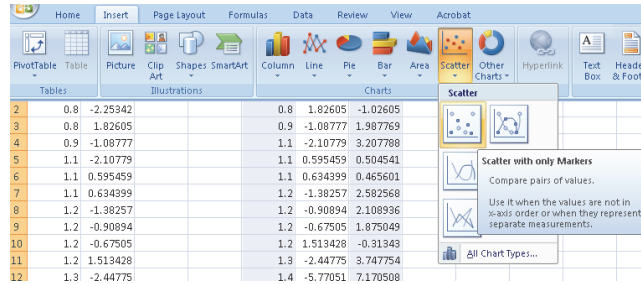 Home Insert Page Layout Formulas Data Review View Acrobat
PivotTable Table Picture Clip Art Shapes SmartArt Column Line Pie Bar Area Scatter Other Charts Hyperlink Text Box Heade & Foot
Tables Illustrations Charts
Scatter
2 0.8 -2.25342 0.8 1.82605 -1.02605
3 0.8 1.82605 0.9 -1.08777 1.987769
4 0.9 -1.08777 1.1 -2.10779 3.207788
5 1.1 -2.10779 1.1 0.595459 0.504541
6 1.1 0.595459 1.1 0.634399 0.465601
7 1.1 0.634399 1.2 -1.38257 2.582568
8 1.2 -1.38257 1.2 -0.90894 2.108936
9 1.2 -0.90894 1.2 -0.67505 1.875049
10 1.2 -0.67505 1.2 1.513428 -0.31343
11 1.2 1.513428 1.3 -2.44775 3.747754
12 1.3 -2.44775 1.4 -5.77051 7.170508
Scatter with only Markers
Compare pairs of values.
Use it when the values are not in
x-axis order or when they represent
separate measurements.
All Chart Types...